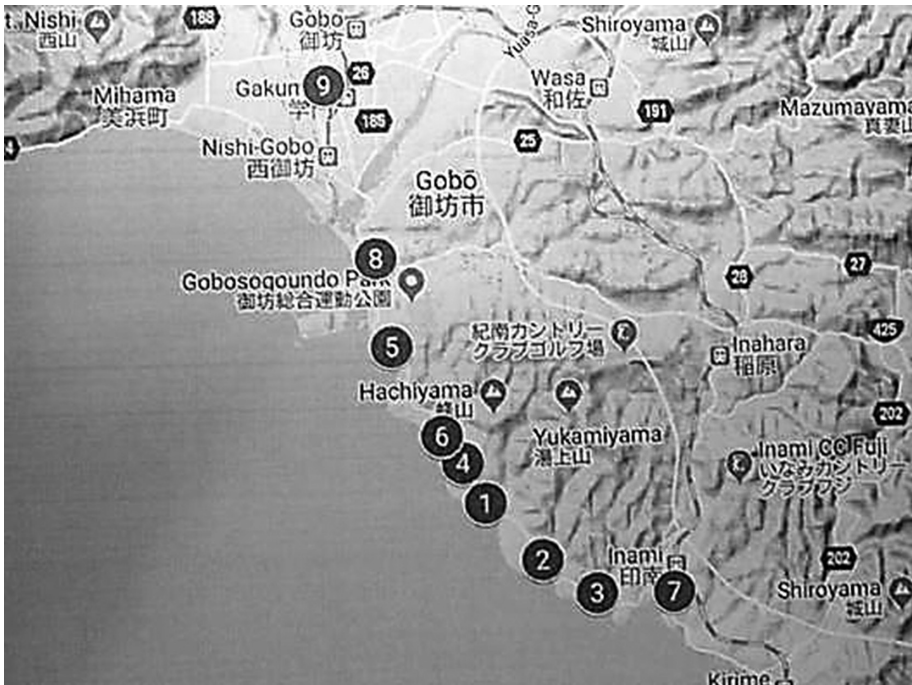 t. Nishi
西山
188
Gobo
御坊
Yuasa-G
Shiroyama
城山
9
26
Gakun
Wasa
和佐
Mihama
美浜町
185
191
Mazumayama
真妻山
4
25
Nishi-Gobo
西御坊
Gobō
御坊市
8
27
28
Gobosogoundo Park
御坊総合運動公園
5
紀南カントリー
クラブゴルフ場
425
Inahara
稲原
Hachiyama
峰山
202
6
Yukamiyama
湯上山
4
Inami CC Fuji
いなみカントリー
クラブフジ
1
2
Inami
印南
202
3
7
Shiroyama
城山
Kirime